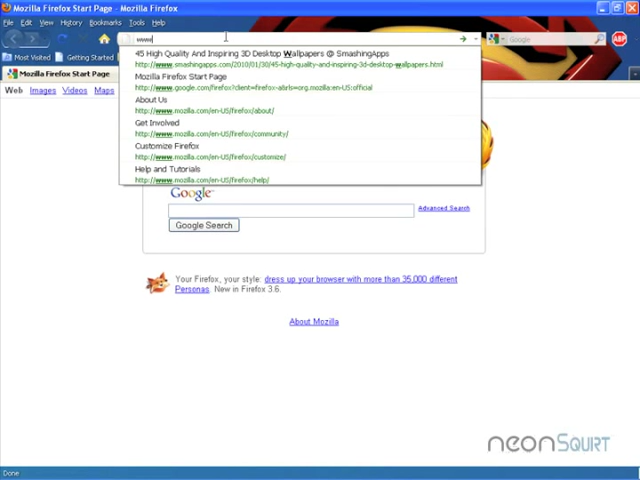 Mozilla Firefox Start Page - Mozilla Firefox
File Edit View History Bookmarks Tools Help
www
Google
ABP
Most Visited Getting Started
45 High Quality And Inspiring 3D Desktop Wallpapers @ SmashingApps
http://www.smashingapps.com/2010/01/30/45-high-quality-and-inspiring-3d-desktop-wallpapers.html
Mozilla Firefox Start Page
http://www.google.com/firefox?client=firefox-a&rls=org.mozilla:en-US:official
About Us
http://www.mozilla.com/en-US/firefox/about/
Get Involved
http://www.mozilla.com/en-US/firefox/community/
Customize Firefox
http://www.mozilla.com/en-US/firefox/customize/
Help and Tutorials
http://www.mozilla.com/en-US/firefox/help/
Mozilla Firefox Start Page
Web Images Videos Maps
Google
Advanced Search
Google Search
Your Firefox, your style: dress up your browser with more than 35,000 different
Personas. New in Firefox 3.6.
About Mozilla
neonSquirt
Done